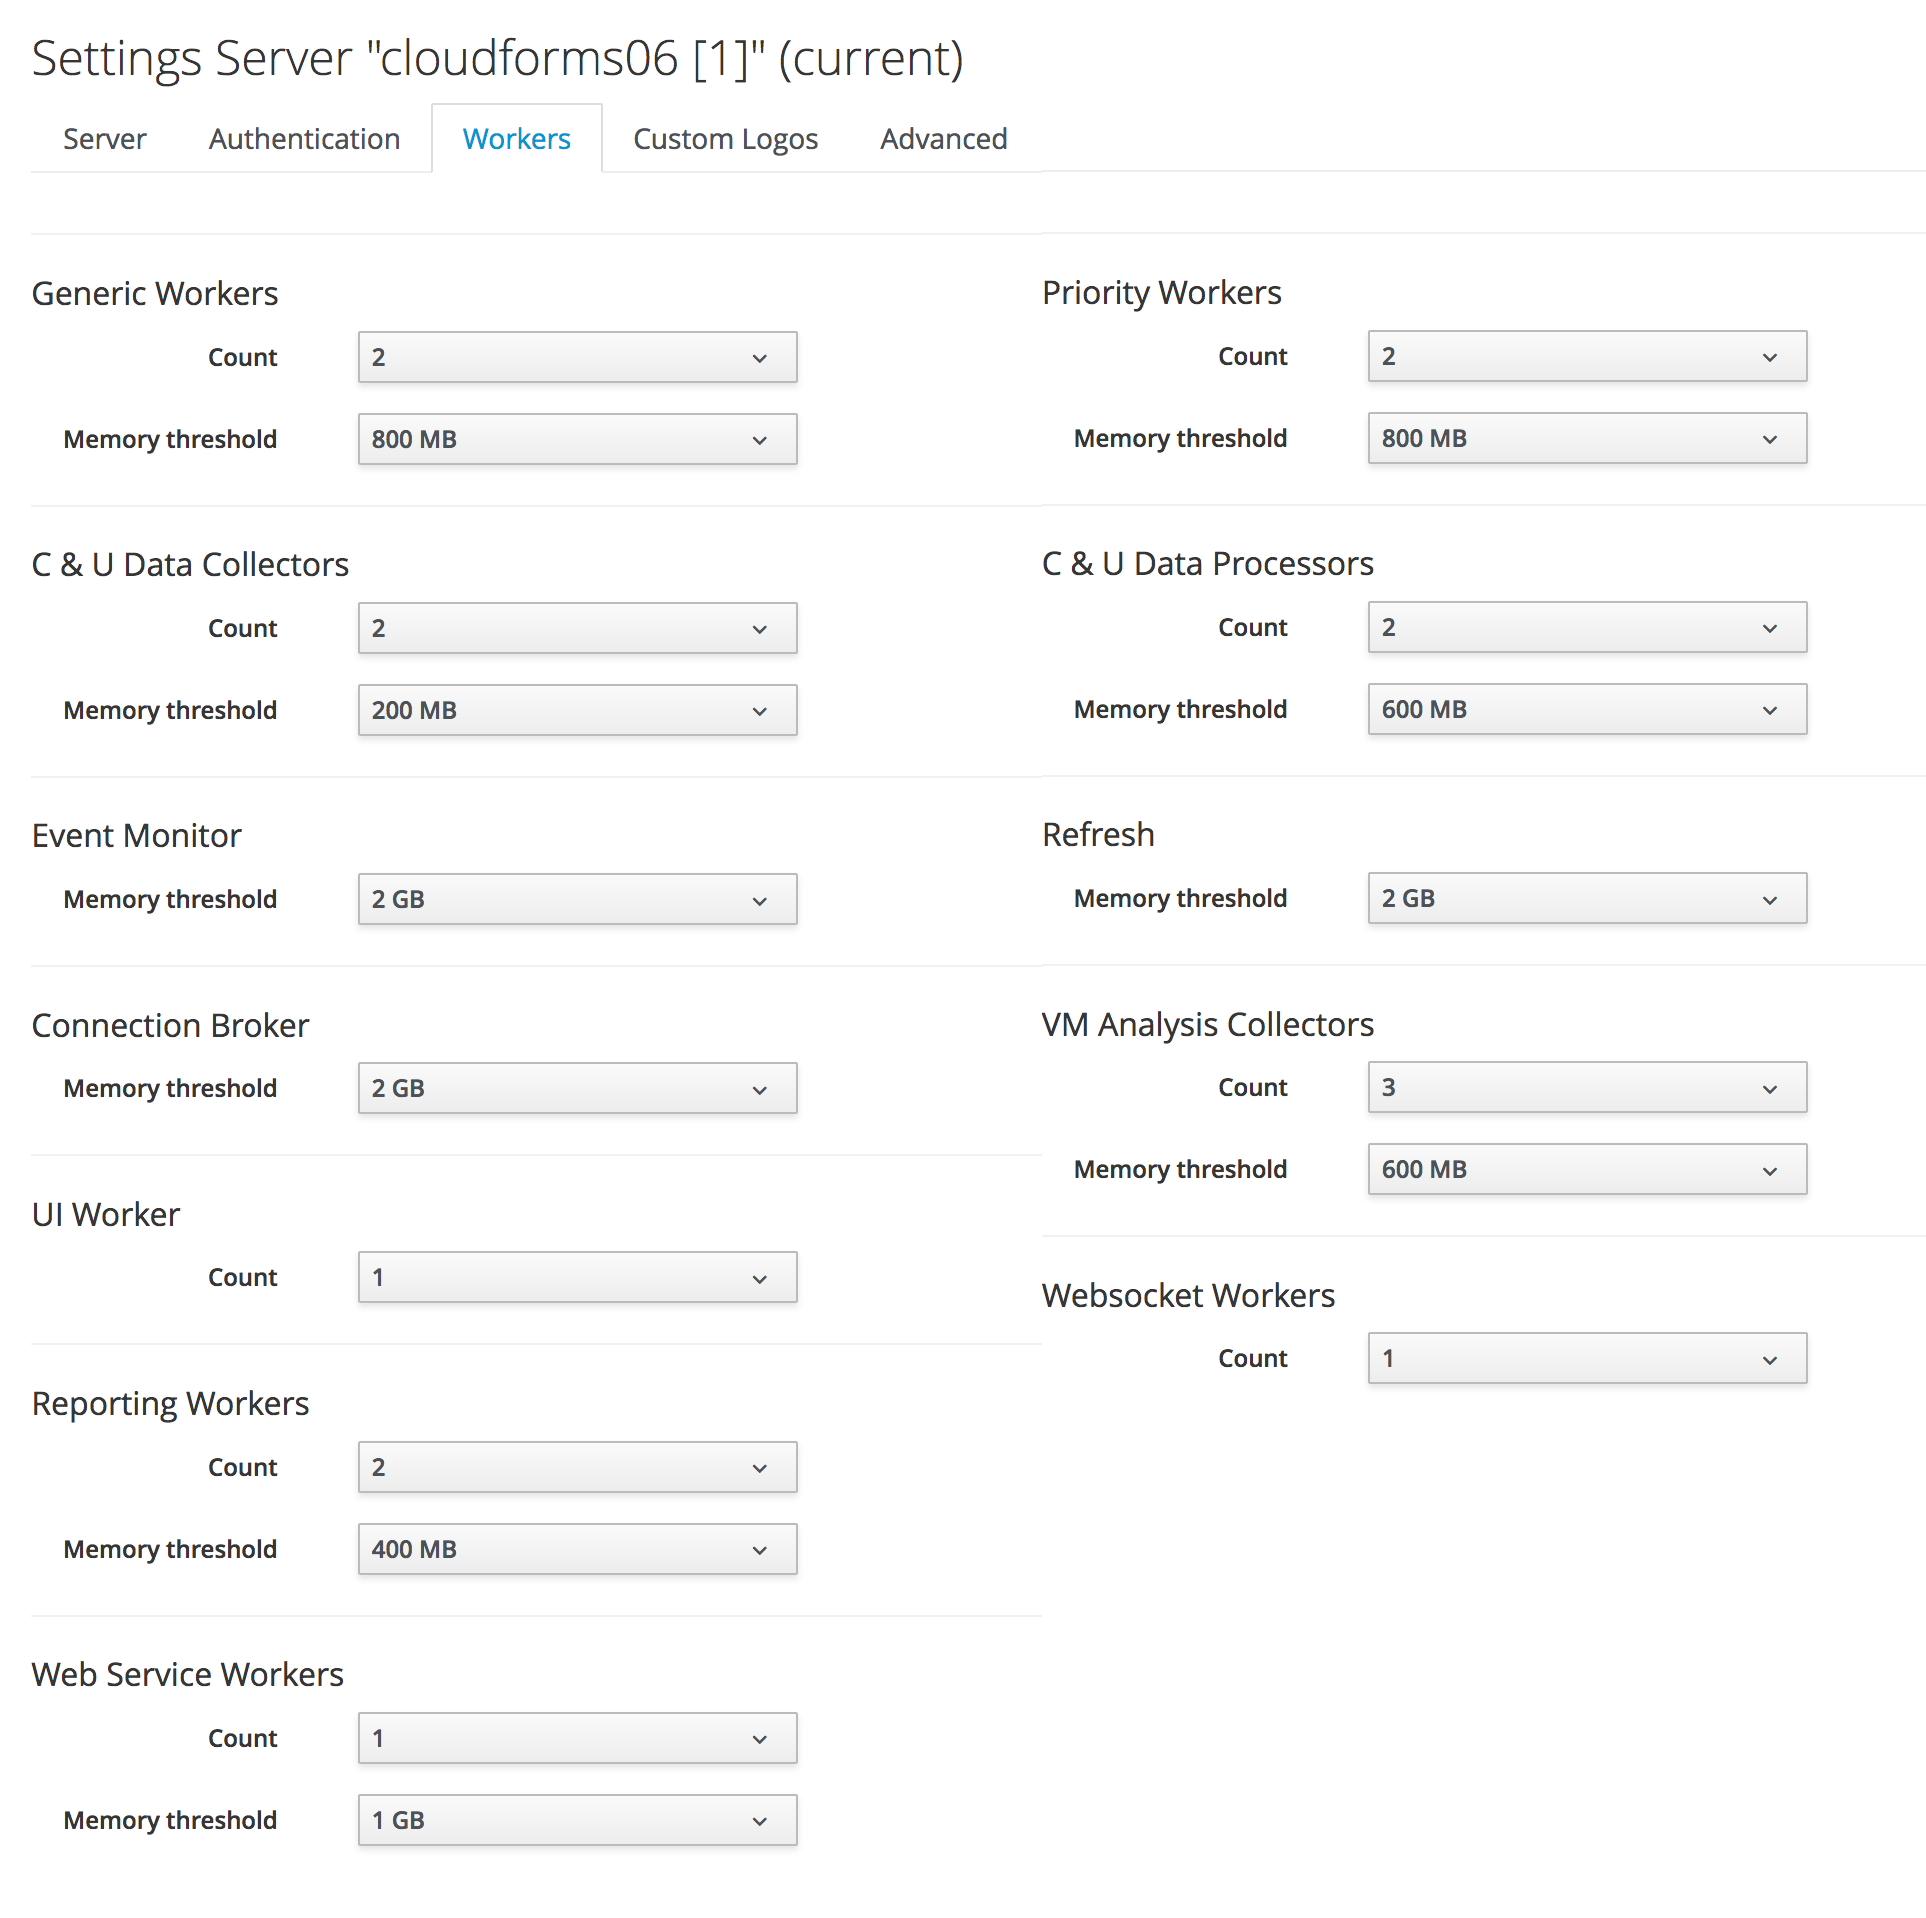 Settings Server "cloudforms06 [1]" (current)
Server Authentication Workers Custom Logos Advanced
Generic Workers
Count 2
Memory threshold 800 MB
C & U Data Collectors
Count 2
Memory threshold 200 MB
Event Monitor
Memory threshold 2 GB
Connection Broker
Memory threshold 2 GB
UI Worker
Count 1
Reporting Workers
Count 2
Memory threshold 400 MB
Web Service Workers
Count 1
Memory threshold 1 GB
Priority Workers
Count 2
Memory threshold 800 MB
C & U Data Processors
Count 2
Memory threshold 600 MB
Refresh
Memory threshold 2 GB
VM Analysis Collectors
Count 3
Memory threshold 600 MB
Websocket Workers
Count 1